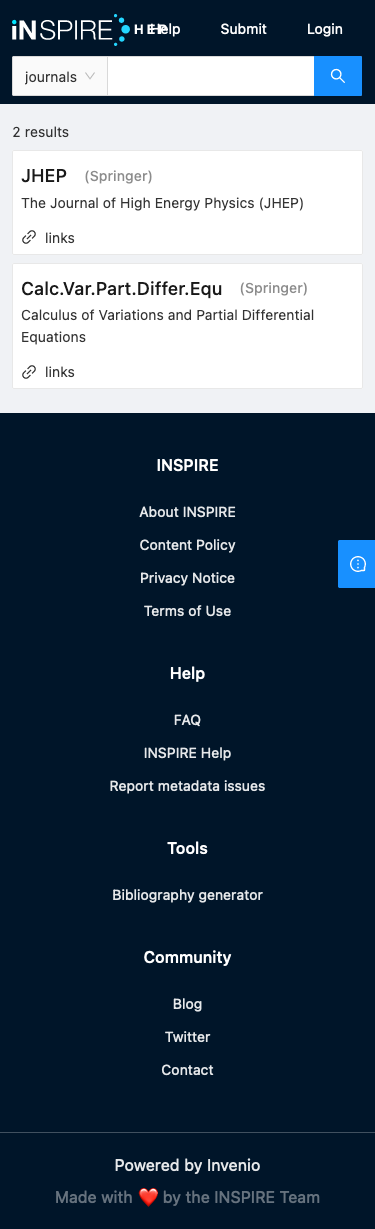 iNSPIRE HEP Help Submit Login
journals
2 results
JHEP (Springer)
The Journal of High Energy Physics (JHEP)
links
Calc.Var.Part.Differ.Equ (Springer)
Calculus of Variations and Partial Differential
Equations
links
INSPIRE
About INSPIRE
Content Policy
Privacy Notice
Terms of Use
Help
FAQ
INSPIRE Help
Report metadata issues
Tools
Bibliography generator
Community
Blog
Twitter
Contact
Powered by Invenio
Made with ❤️ by the INSPIRE Team